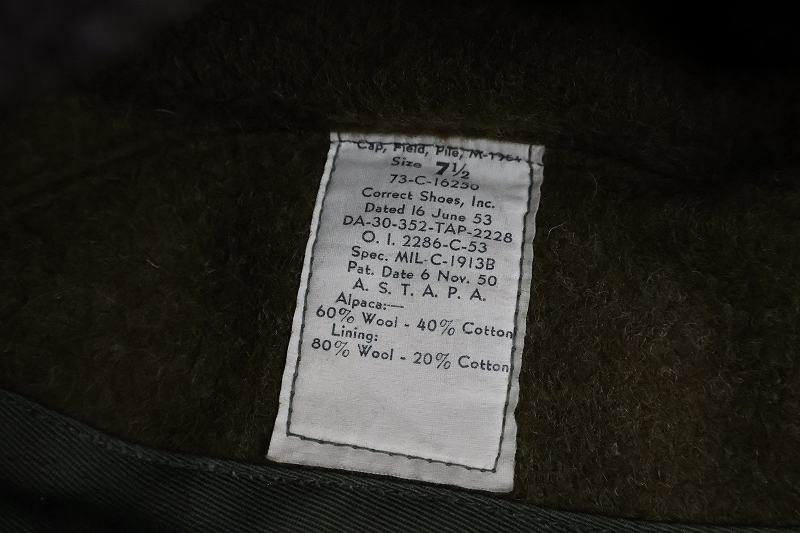 Cap, Field, Pile,
Size 7½
73-C-16250
Correct Shoes, Inc.
Dated 16 June 53
DA-30-352-TAP-2228
O. I. 2286-C-53
Spec. MIL-C-1913B
Pat. Date 6 Nov. 50
A. S. T. A. P. A.
Alpaca:—
60% Wool - 40% Cotton
Lining:
80% Wool - 20% Cotton